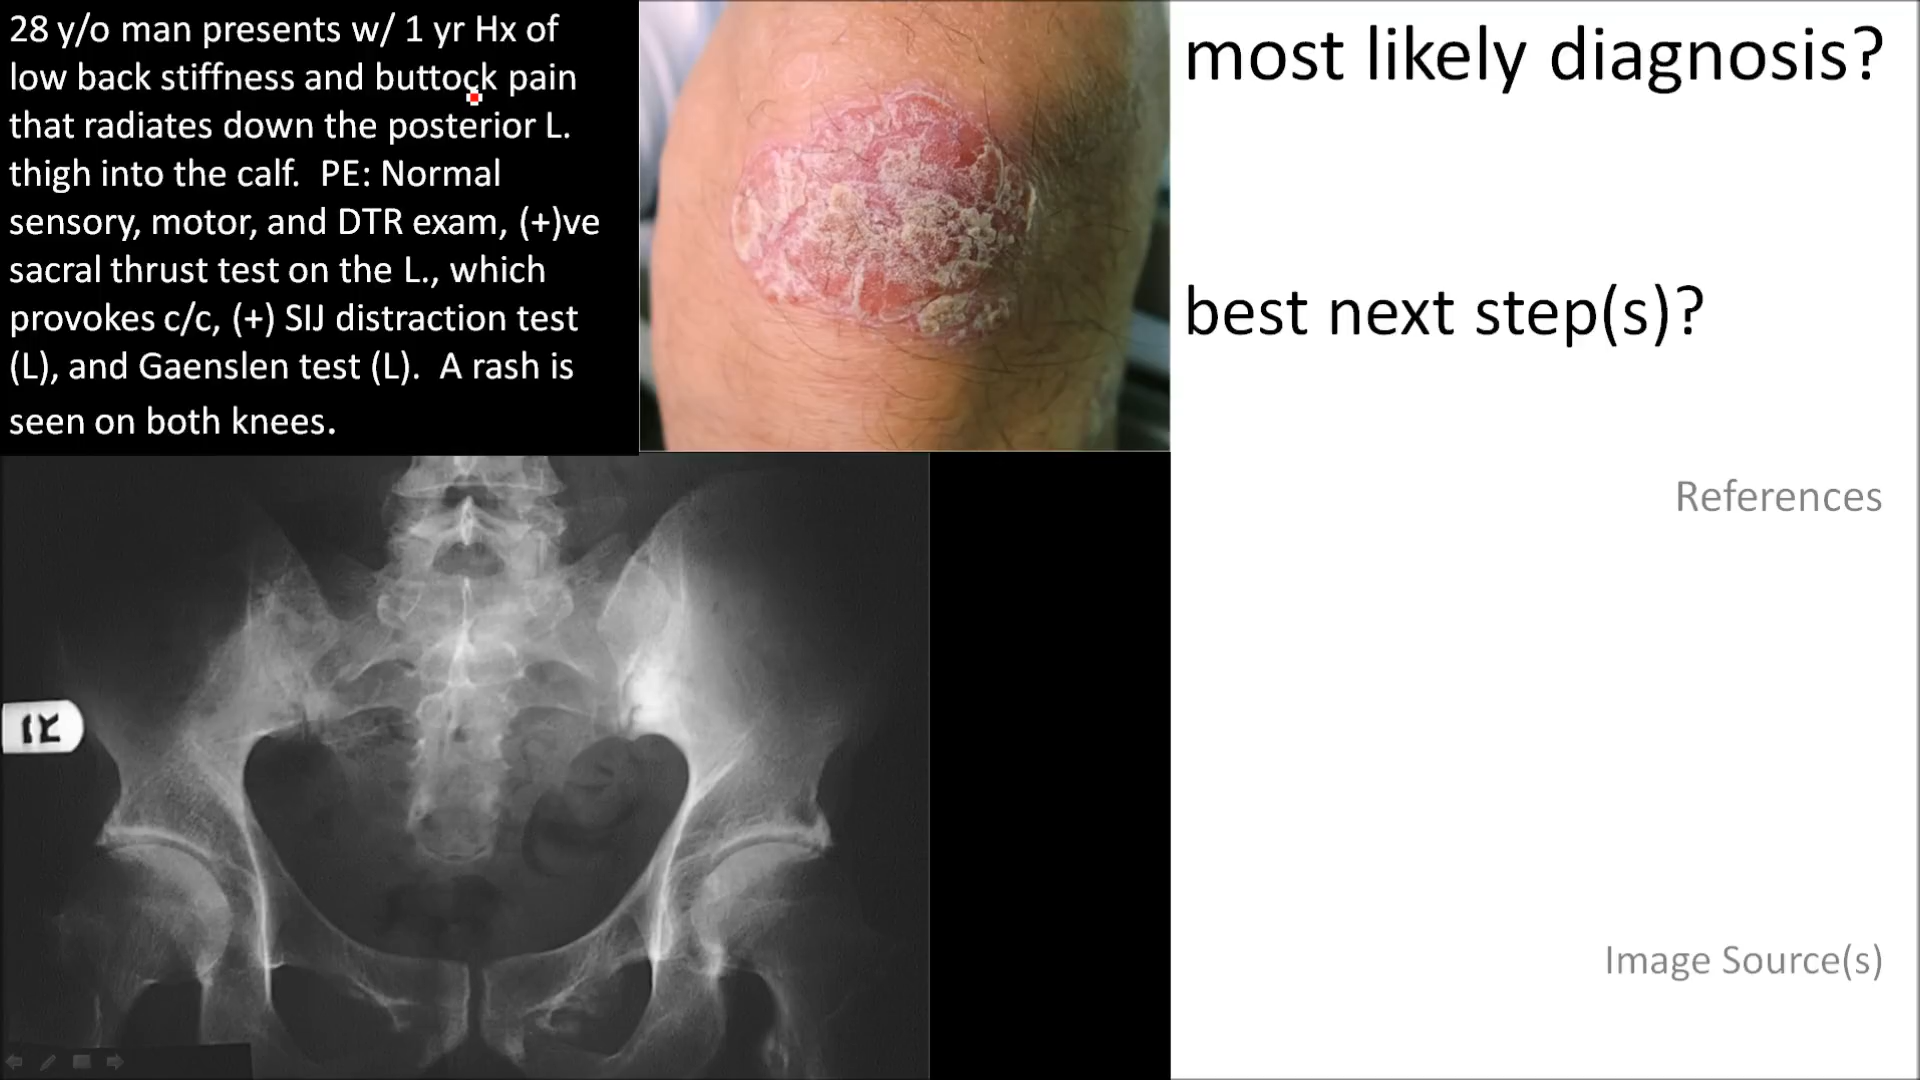 28 y/o man presents w/ 1 yr Hx of
low back stiffness and buttock pain
that radiates down the posterior L.
thigh into the calf.  PE: Normal
sensory, motor, and DTR exam, (+)ve
sacral thrust test on the L., which
provokes c/c, (+) SIJ distraction test
(L), and Gaenslen test (L).  A rash is
seen on both knees.
most likely diagnosis?
best next step(s)?
References
Image Source(s)